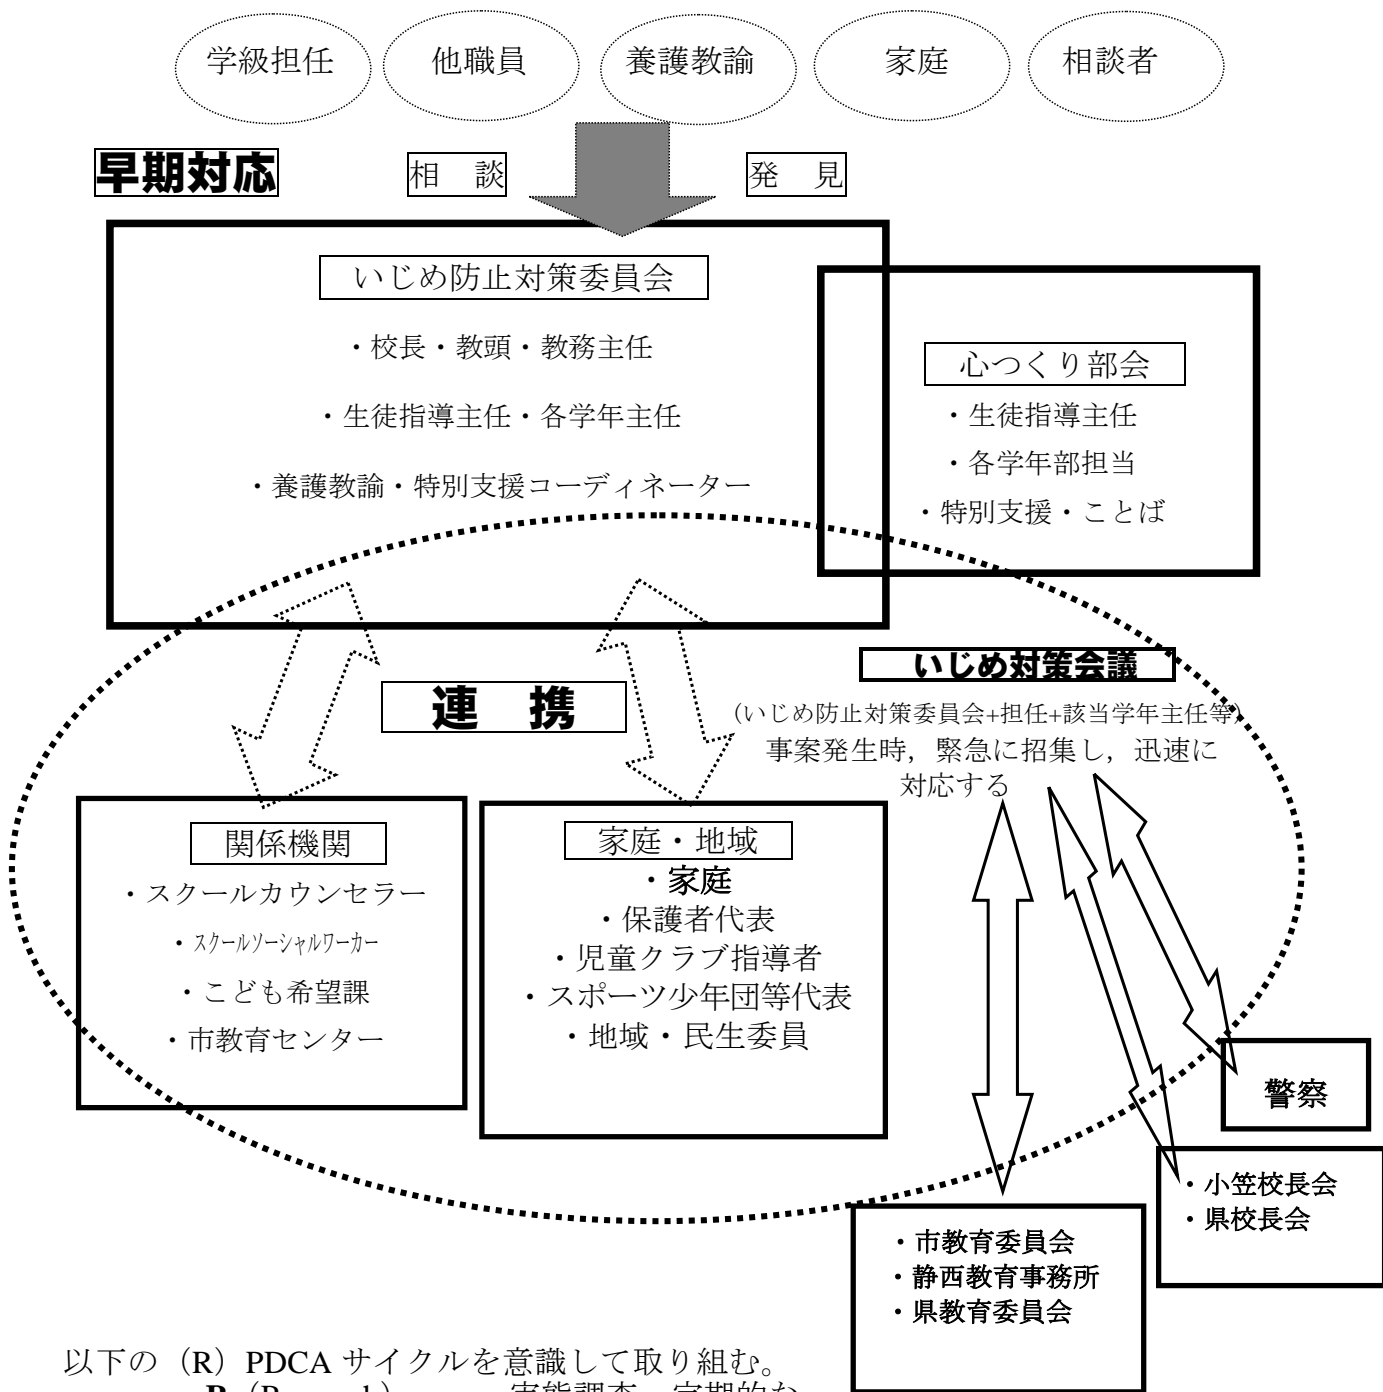 学級担任
他職員
養護教諭
家庭
相談者
早期対応
相　談
発　見
いじめ防止対策委員会
・校長・教頭・教務主任
・生徒指導主任・各学年主任
・養護教諭・特別支援コーディネーター
心つくり部会
・生徒指導主任
・各学年部担当
・特別支援・ことば
連　携
いじめ対策会議
（いじめ防止対策委員会+担任+該当学年主任等）
事案発生時，緊急に招集し，迅速に
対応する
関係機関
・スクールカウンセラー
・スクールソーシャルワーカー
・こども希望課
・市教育センター
家庭・地域
・家庭
・保護者代表
・児童クラブ指導者
・スポーツ少年団等代表
・地域・民生委員
警察
・小笠校長会
・県校長会
・市教育委員会
・静西教育事務所
・県教育委員会
以下の（R）PDCA サイクルを意識して取り組む。